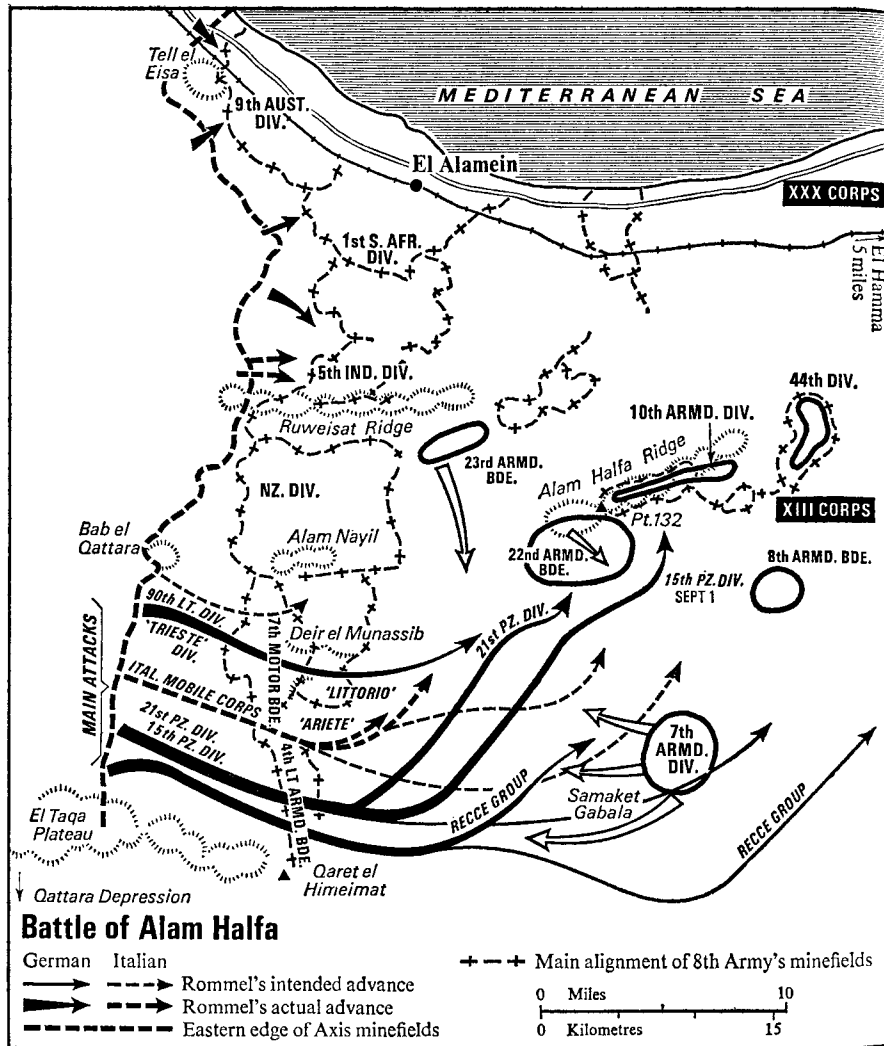 Tell el
Eisa
9th AUST.
DIV.
MEDITERRANEAN SEA
El Alamein
XXX CORPS
El Hamma
5 miles
1st S. AFR.
DIV.
5th IND. DIV.
Ruweisat Ridge
44th DIV.
10th ARMD. DIV.
23rd ARMD.
BDE.
Alam Halfa Ridge
NZ. DIV.
Pt.132
XIII CORPS
Bab el
Qattara
Alam Nayil
22nd ARMD.
BDE.
8th ARMD. BDE.
15th PZ. DIV.
SEPT 1
90th LT. DIV.
'TRIESTE'
DIV.
7th MOTOR BDE.
Deir el Munassib
21st PZ. DIV.
MAIN ATTACKS
ITAL. MOBILE CORPS
'LITTORIO'
'ARIETE'
21st PZ. DIV.
15th PZ. DIV.
4th LT ARMD. BDE.
7th
ARMD.
DIV.
RECCE GROUP
Samaket
Gabala
RECCE GROUP
El Taqa
Plateau
Qaret el
Himeimat
Qattara Depression
Battle of Alam Halfa
German Italian
Rommel's intended advance
Rommel's actual advance
Eastern edge of Axis minefields
Main alignment of 8th Army's minefields
0 Miles 10
0 Kilometres 15